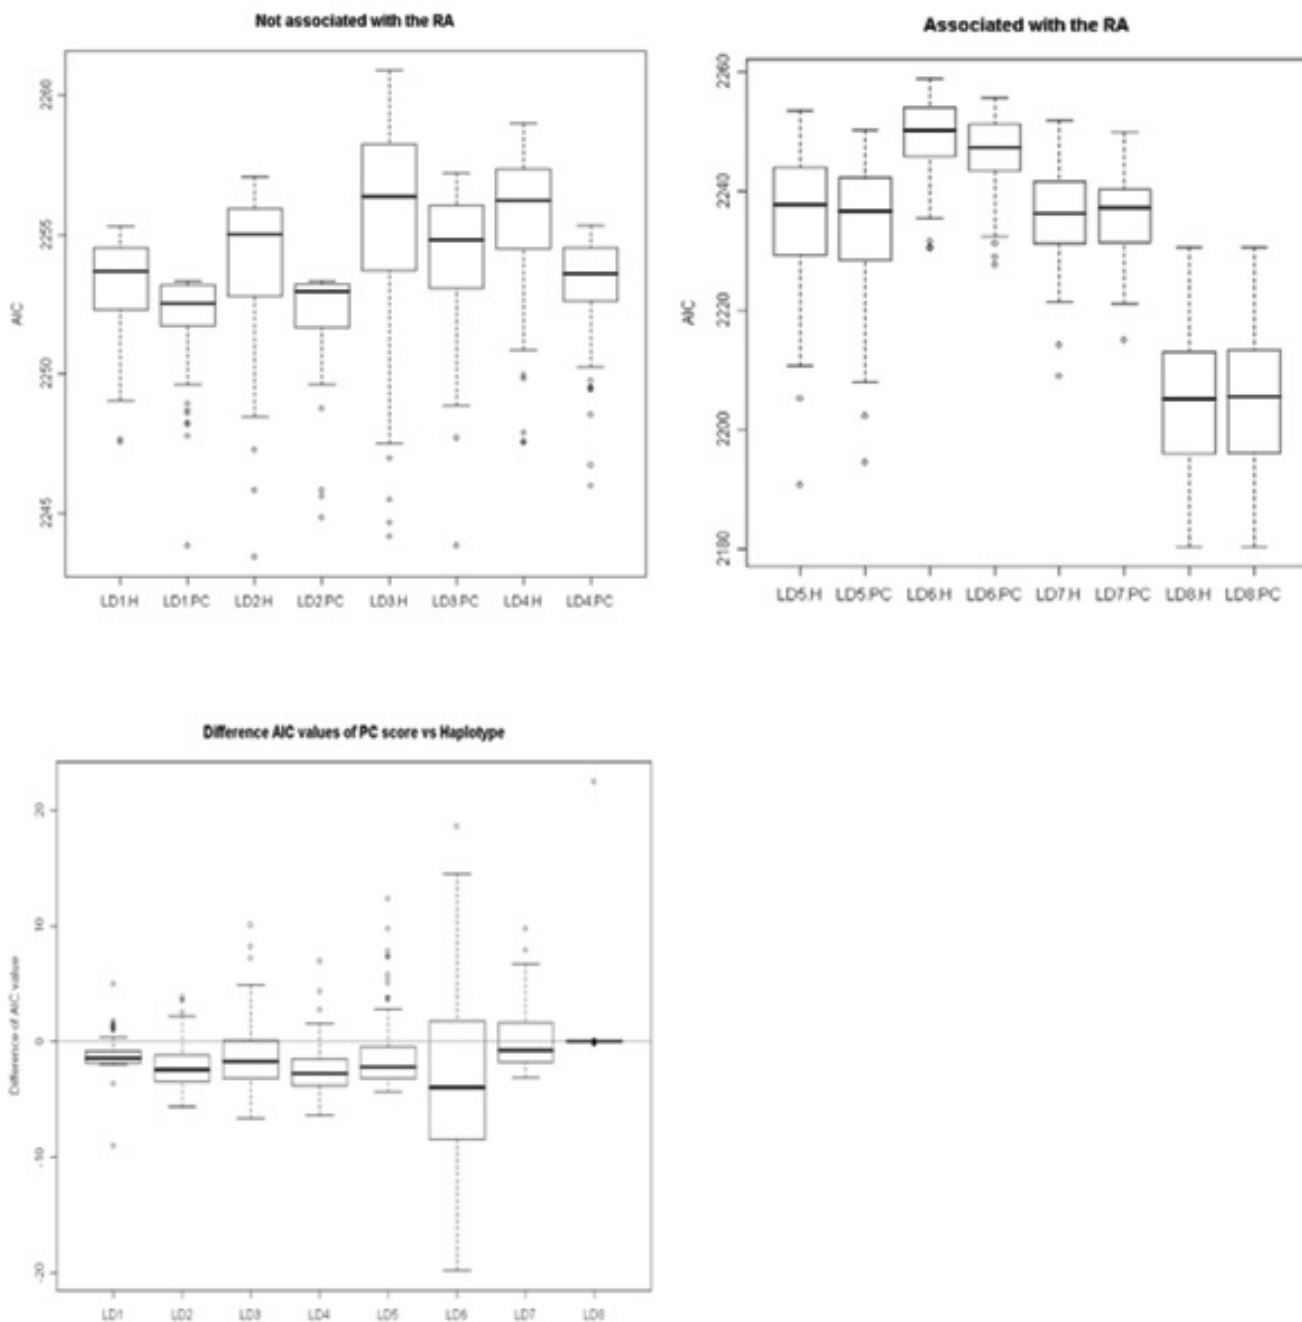 Not associated with the RA
AIC
2260
2255
2250
2245
LD1.H LD1.PC LD2.H LD2.PC LD3.H LD3.PC LD4.H LD4.PC
Associated with the RA
AIC
2260
2240
2220
2200
2180
LD5.H LD5.PC LD6.H LD6.PC LD7.H LD7.PC LD8.H LD8.PC
Difference AIC values of PC score vs Haplotype
Difference of AIC value
20
10
0
-10
-20
LD1 LD2 LD3 LD4 LD5 LD6 LD7 LD8